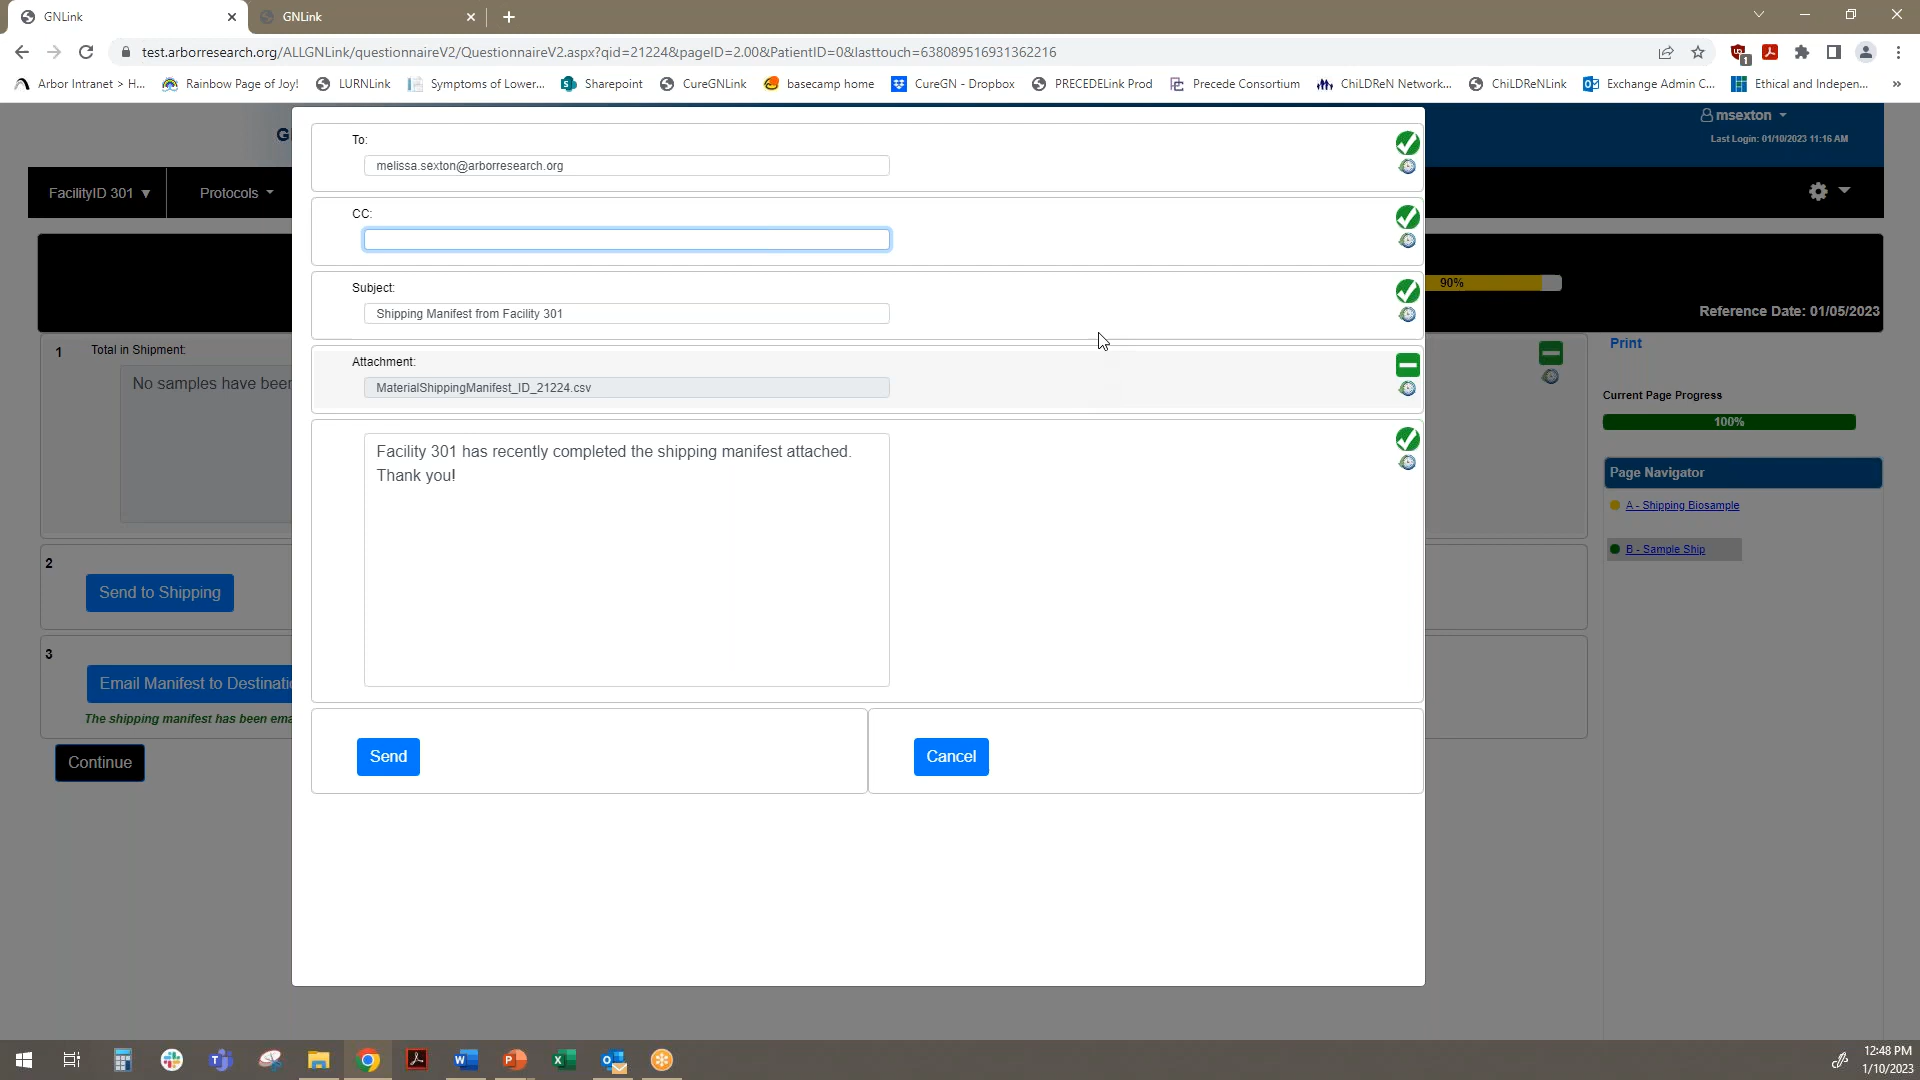 GNLink
GNLink
test.arborresearch.org/ALLGNLink/questionnaireV2/QuestionnaireV2.aspx?qid=21224&pageID=2.00&PatientID=0&lasttouch=638089516931362216
1
Arbor Intranet > H...
Rainbow Page of Joy!
LURNLink
Symptoms of Lower...
Sharepoint
CureGNLink
basecamp home
CureGN - Dropbox
PRECEDELink Prod
Precede Consortium
ChiLDReN Network...
ChiLDReNLink
Exchange Admin C...
Ethical and Indepen...
»
G
msexton
Last Login: 01/10/2023 11:16 AM
FacilityID 301 ▼
Protocols
To:
melissa.sexton@arborresearch.org
CC:
Subject:
Shipping Manifest from Facility 301
Attachment:
MaterialShippingManifest_ID_21224.csv
Facility 301 has recently completed the shipping manifest attached.
Thank you!
Send
Cancel
90%
Reference Date: 01/05/2023
1
Total in Shipment:
No samples have been
2
Send to Shipping
3
Email Manifest to Destinatio
The shipping manifest has been ema
Continue
Print
Current Page Progress
100%
Page Navigator
A - Shipping Biosample
B - Sample Ship
12:48 PM
1/10/2023